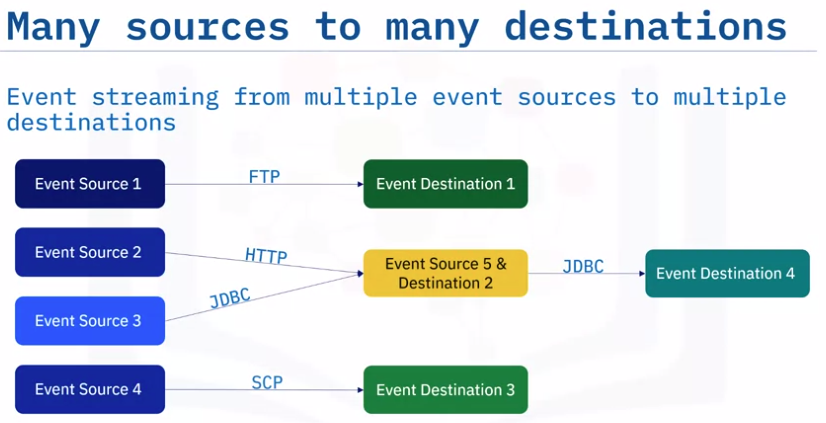 Many sources to many destinations
Event streaming from multiple event sources to multiple
destinations
Event Source 1
FTP
Event Destination 1
Event Source 2
HTTP
Event Source 5 &
Destination 2
JDBC
Event Destination 4
JDBC
Event Source 3
Event Source 4
SCP
Event Destination 3